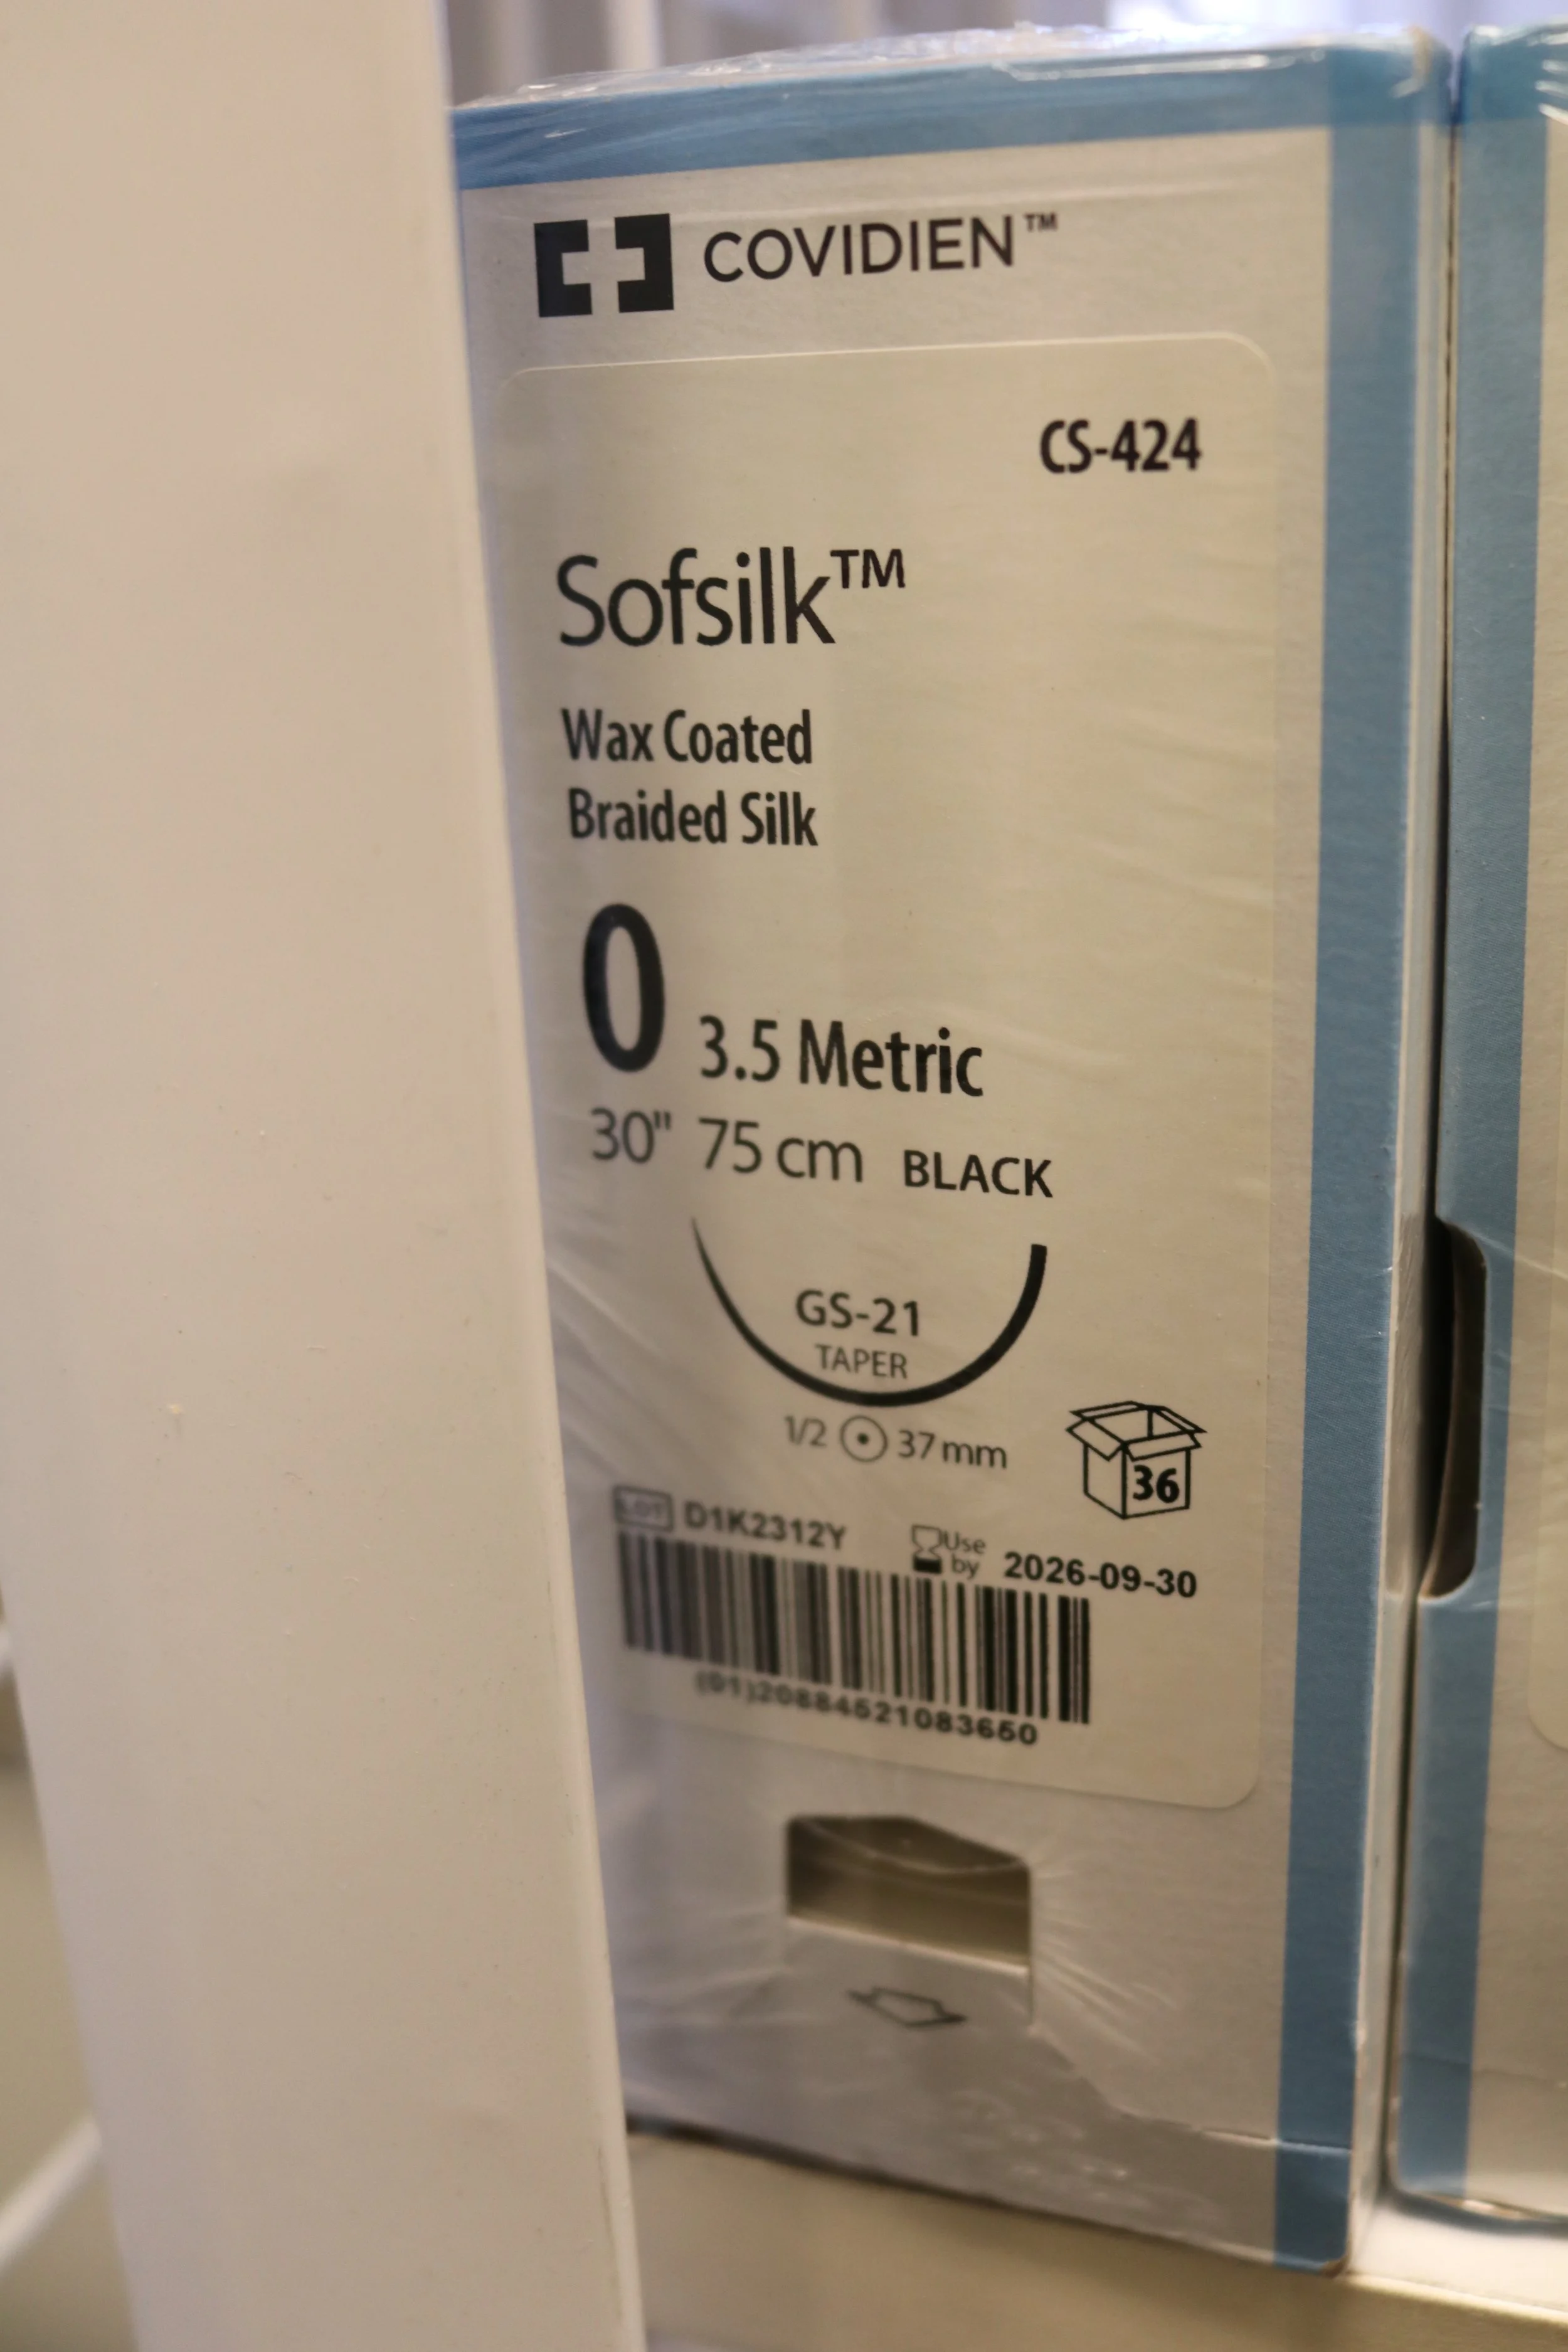 COVIDIEN™
CS-424
Sofsilk™
Wax Coated
Braided Silk
0 3.5 Metric
30" 75 cm BLACK
GS-21
TAPER
1/2 37 mm
36
LOT D1K2312Y Use by 2026-09-30
(01)20884521083650